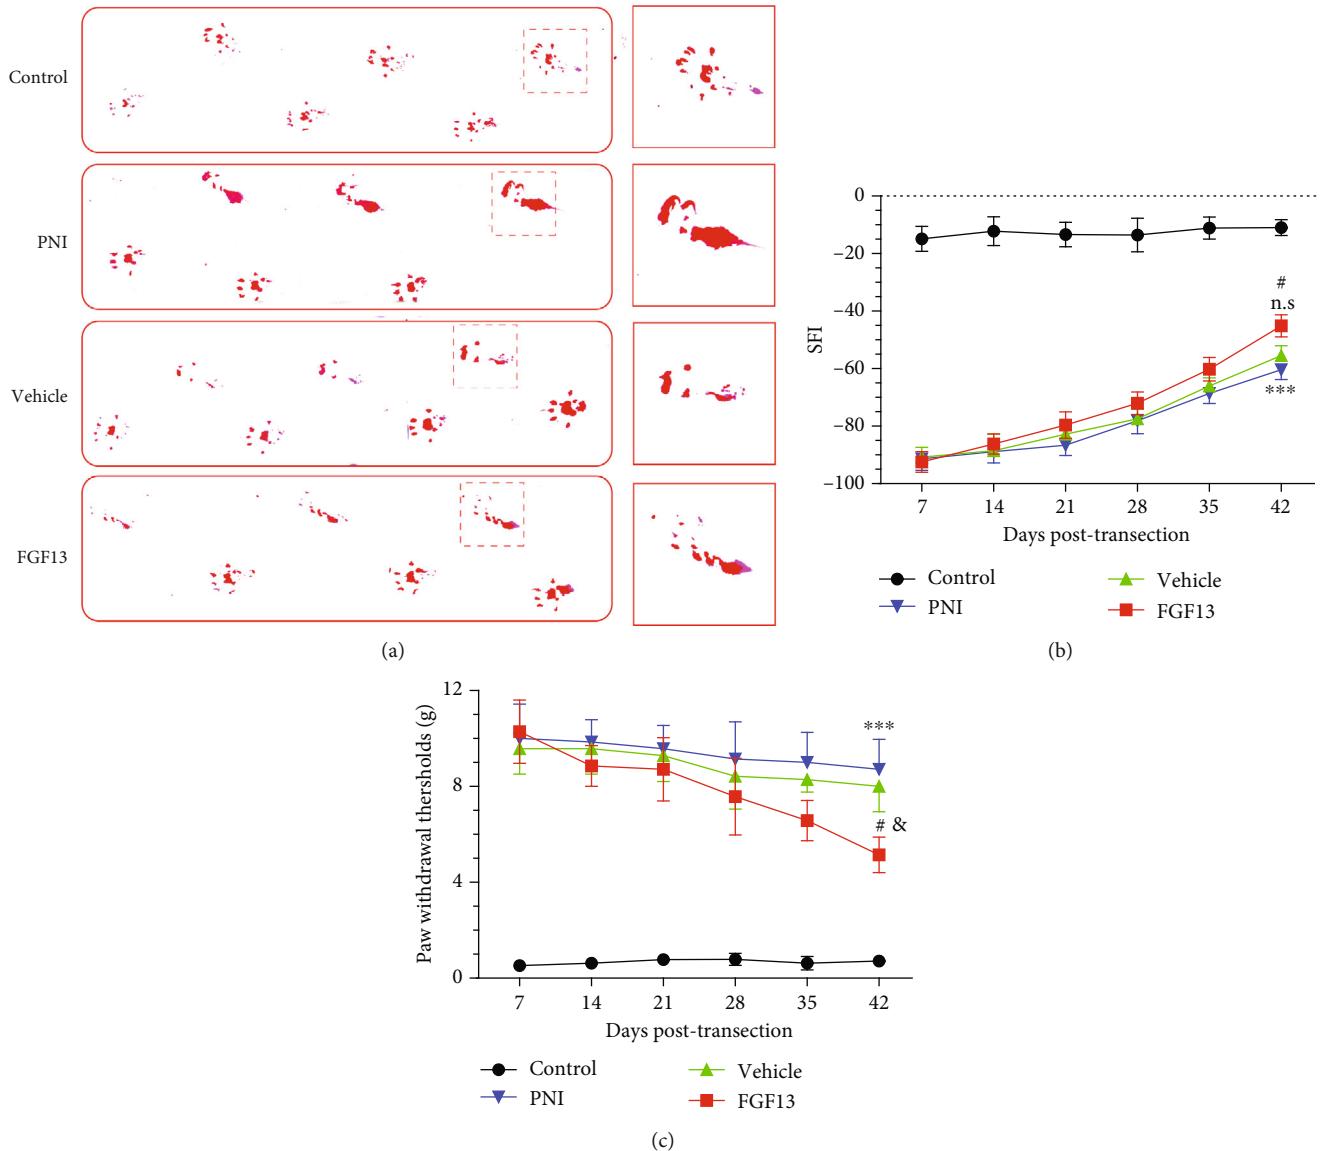 Control
PNI
Vehicle
FGF13
(a)
SFI
0
−20
−40
−60
−80
−100
#
n.s
***
7 14 21 28 35 42
Days post-transection
Control Vehicle
PNI FGF13
(b)
Paw withdrawal thersholds (g)
12
8
4
0
***
# &
7 14 21 28 35 42
Days post-transection
Control Vehicle
PNI FGF13
(c)